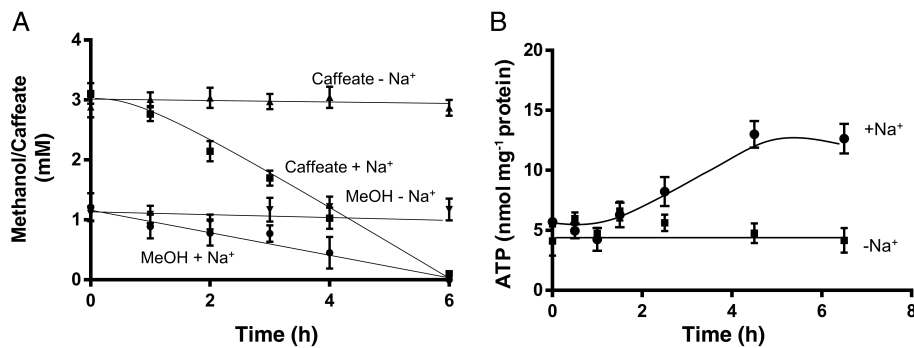 A
Methanol/Caffeate
(mM)
4
3
2
1
0
Caffeate - Na⁺
Caffeate + Na⁺
MeOH - Na⁺
MeOH + Na⁺
0
2
4
6
Time (h)
B
ATP (nmol mg⁻¹ protein)
20
15
10
5
0
+Na⁺
-Na⁺
0
2
4
6
8
Time (h)